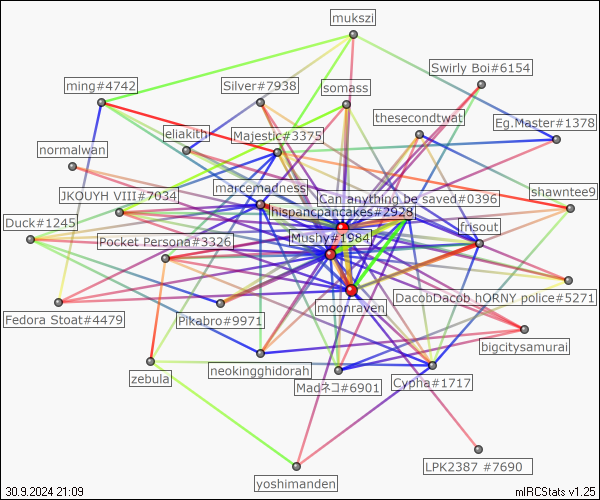 mukszi
Swirly Boi#6154
ming#4742
Silver#7938
somass
thesecondtwat
Eg.Master#1378
eliakith
Majestic#3375
normalwan
marcemadness
JKOUYH VIII#7034
Can anything be saved#0396
shawntee9
hispancpancakes#2928
Duck#1245
Pocket Persona#3326
Mushy#1984
frisout
DacobDacob hORNY police#5271
moonraven
Fedora Stoat#4479
Pikabro#9971
bigcitysamurai
zebula
neokingghidorah
Madネコ#6901
Cypha#1717
LPK2387 #7690
yoshimanden
30.9.2024 21:09
mIRCStats v1.25